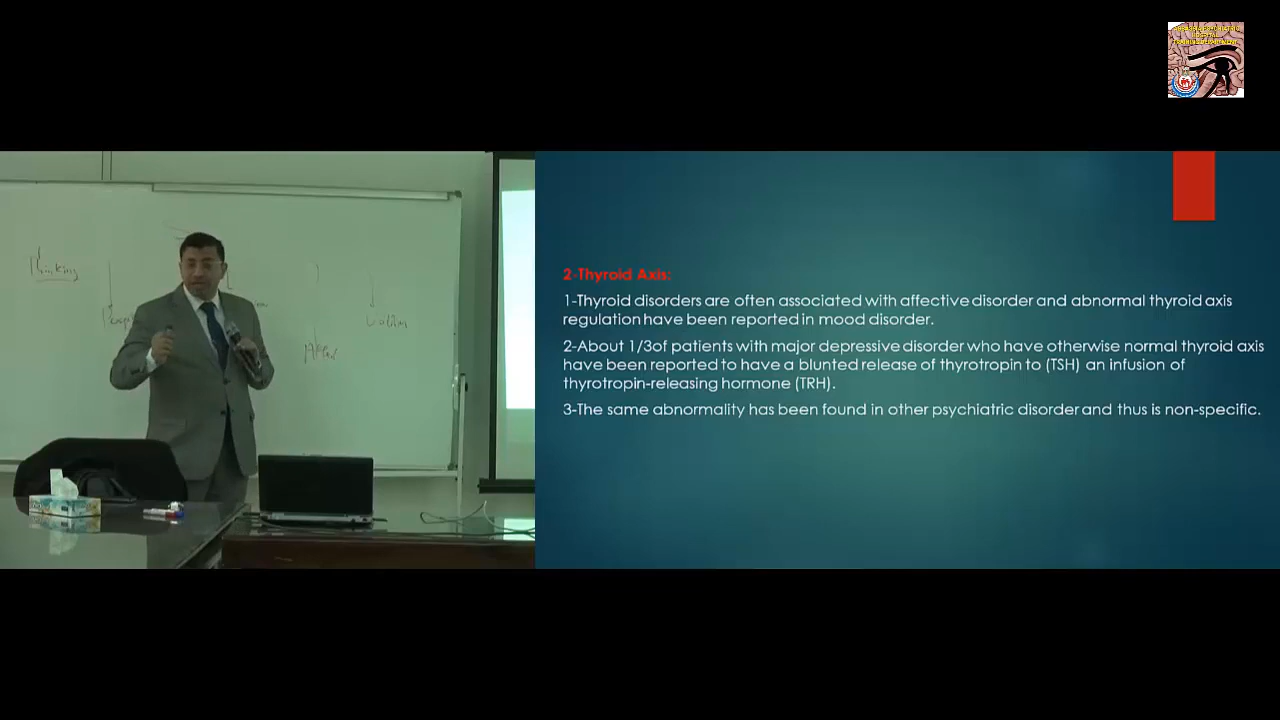 Thinking
2-Thyroid Axis:
1-Thyroid disorders are often associated with affective disorder and abnormal thyroid axis
regulation have been reported in mood disorder.
2-About 1/3of patients with major depressive disorder who have otherwise normal thyroid axis
have been reported to have a blunted release of thyrotropin to (TSH) an infusion of
thyrotropin-releasing hormone (TRH).
3-The same abnormality has been found in other psychiatric disorder and thus is non-specific.